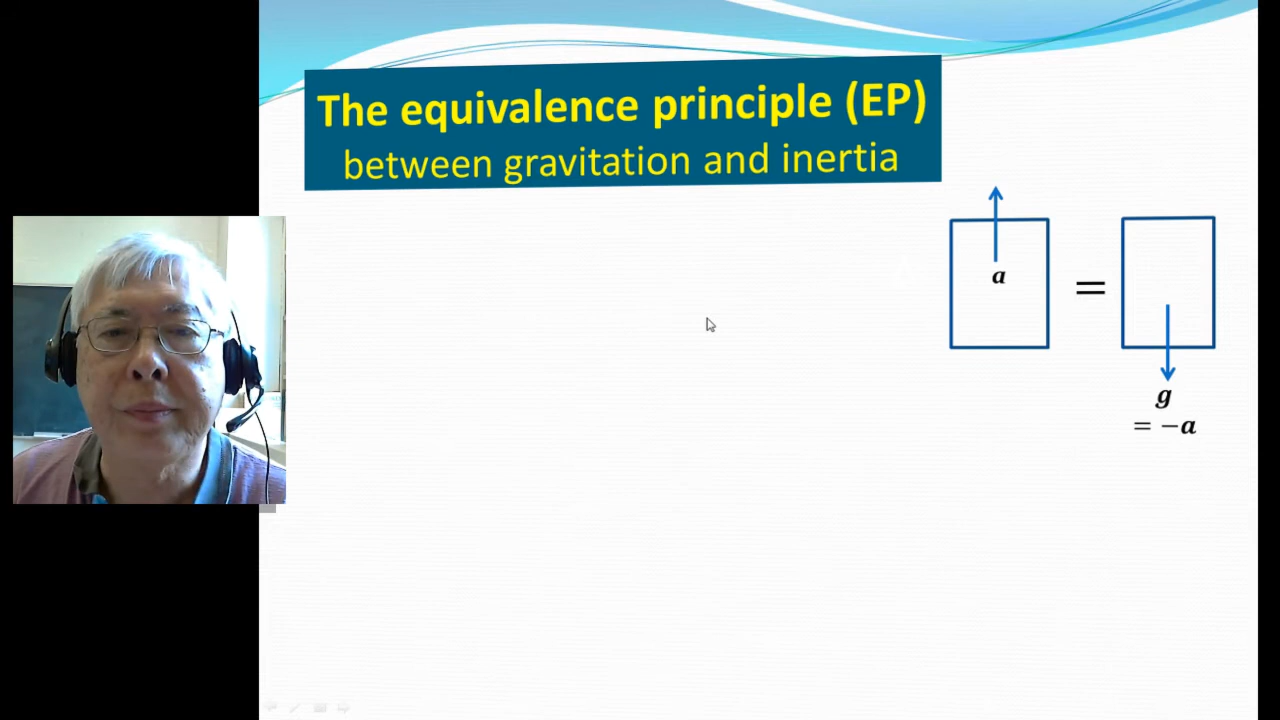 The equivalence principle (EP)
between gravitation and inertia
a
=
g
= −a